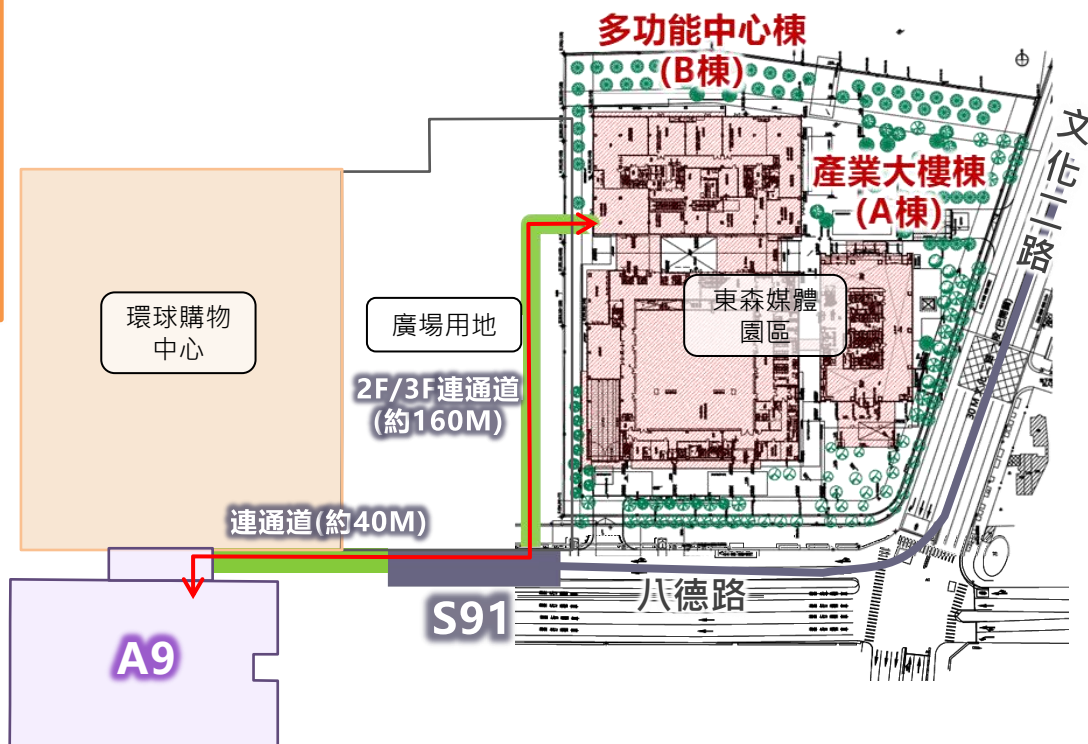 多功能中心棟
(B棟)
產業大樓棟
(A棟)
文化二路
環球購物
中心
廣場用地
東森媒體
園區
2F/3F連通道
(約160M)
連通道(約40M)
S91
八德路
A9